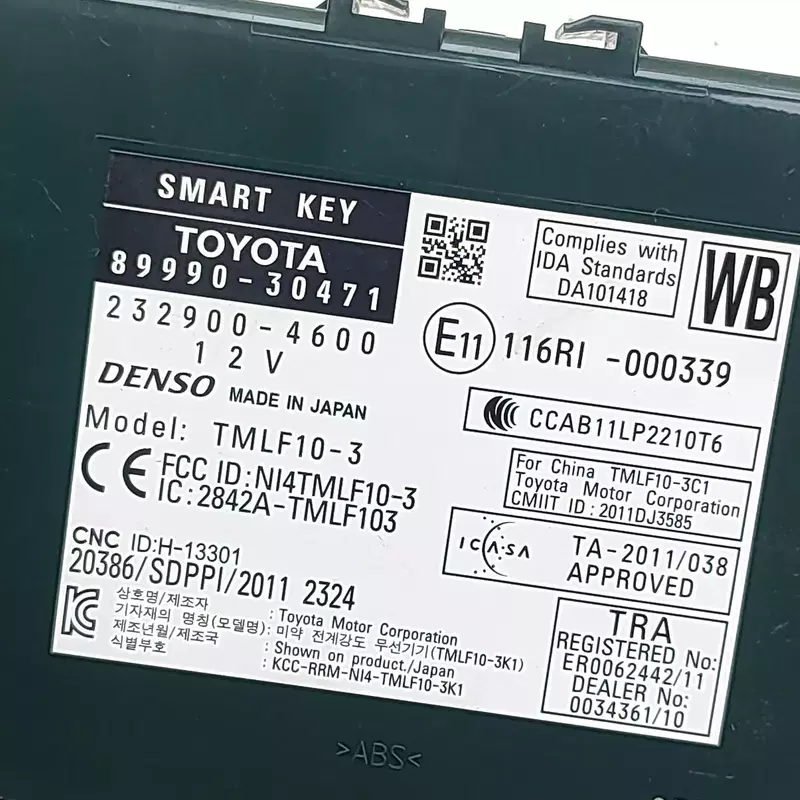 SMART KEY
TOYOTA
89990-30471
232900-4600
12V
DENSO MADE IN JAPAN
Model: TMLF10-3
CE FCC ID:NI4TMLF10-3
IC:2842A-TMLF103
CNC ID:H-13301
20386/SDPPI/2011 2324
상호명/제조자 : Toyota Motor Corporation
기자재의 명칭(모델명): 미약 전계강도 무선기기(TMLF10-3K1)
제조년월/제조국 : Shown on product./Japan
식별부호 : KCC-RRM-NI4-TMLF10-3K1
Complies with
IDA Standards
DA101418
WB
E11 116RI -000339
CCAB11LP2210T6
For China TMLF10-3C1
Toyota Motor Corporation
CMIIT ID : 2011DJ3585
ICASA TA-2011/038
APPROVED
TRA
REGISTERED No:
ER0062442/11
DEALER No:
0034361/10
>ABS<